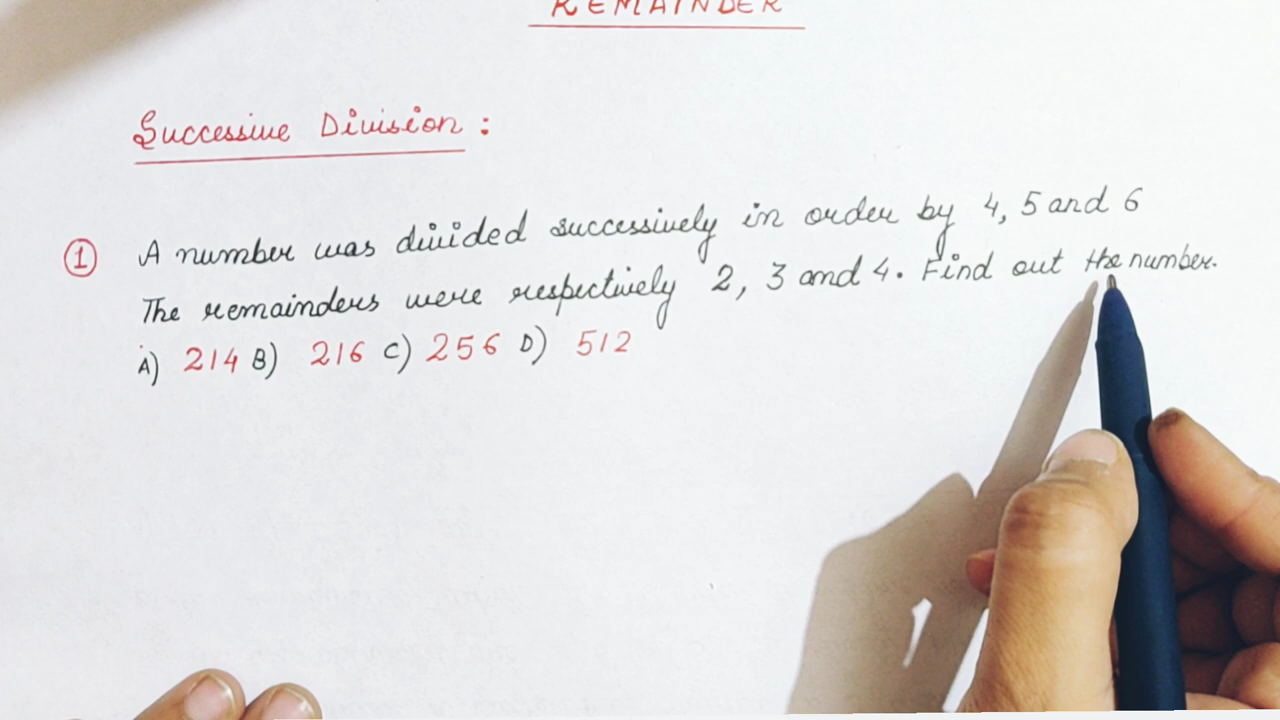 REMAINDER
Successive Division :
1 A number was divided successively in order by 4, 5 and 6
The remainders were respectively 2, 3 and 4. Find out the number.
A) 214 B) 216 C) 256 D) 512